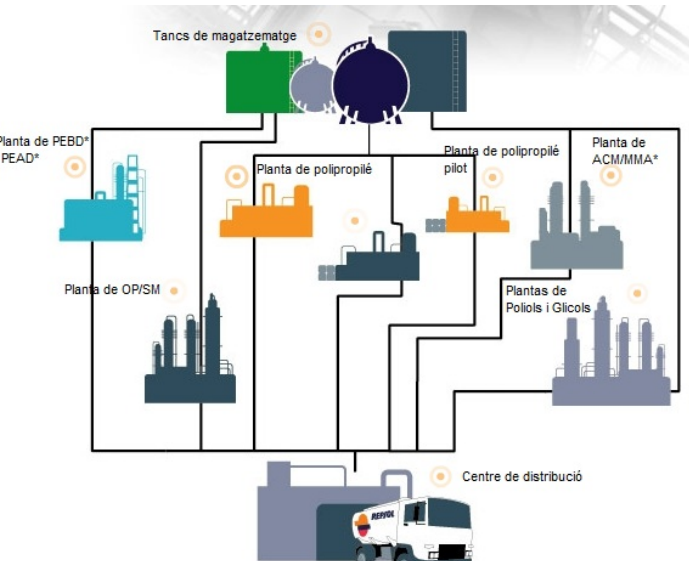 Tancs de magatzematge
Planta de PEBD*
PEAD*
Planta de polipropilé
Planta de polipropilé
pilot
Planta de
ACM/MMA*
Planta de OP/SM
Plantas de
Poliols i Glicols
Centre de distribució
REPSOL